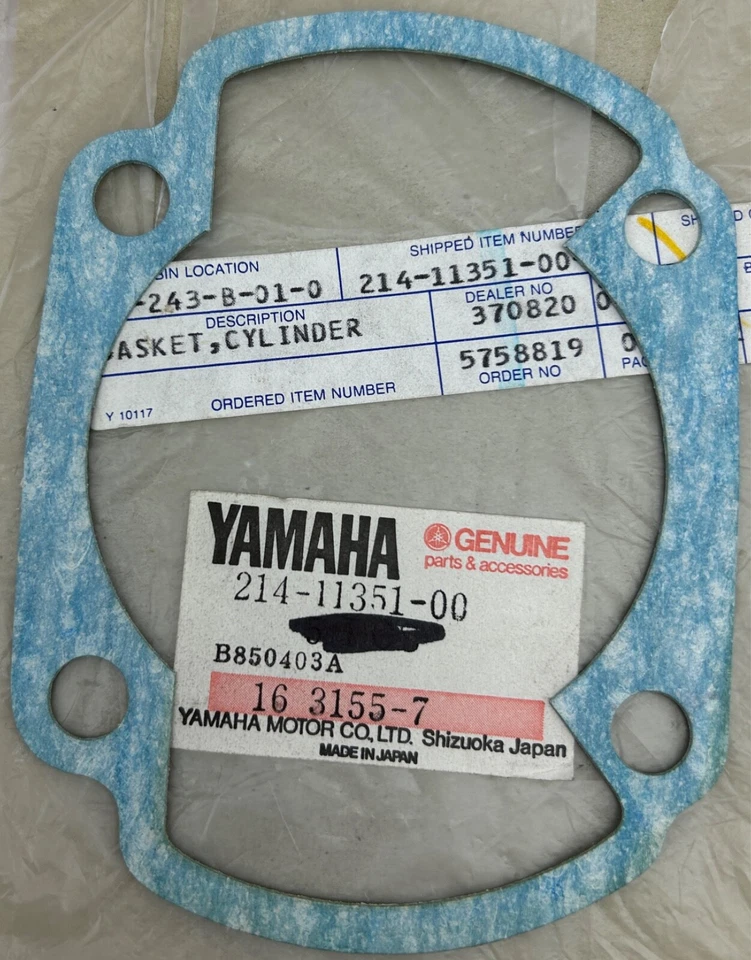 BIN LOCATION
-243-B-01-0
SHIPPED ITEM NUMBE
214-11351-00
DESCRIPTION
ASKET,CYLINDER
DEALER NO
370820
5758819
ORDER NO
Y 10117
ORDERED ITEM NUMBER
YAMAHA
GENUINE
parts & accessories
214-11351-00
B850403A
16 3155-7
YAMAHA MOTOR CO., LTD. Shizuoka Japan
MADE IN JAPAN